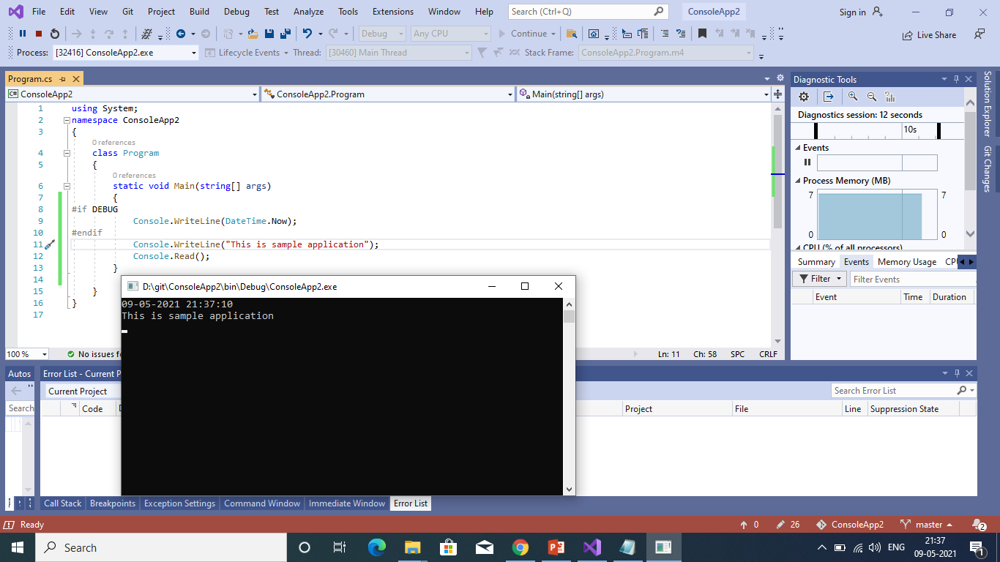 File Edit View Git Project Build Debug Test Analyze Tools Extensions Window Help Search (Ctrl+Q) ConsoleApp2 Sign in
Debug Any CPU Continue Live Share
Process: [32416] ConsoleApp2.exe Lifecycle Events Thread: [30460] Main Thread Stack Frame: ConsoleApp2.Program.m4
Program.cs
C# ConsoleApp2 ConsoleApp2.Program Main(string[] args)
1 using System;
2 namespace ConsoleApp2
3 {
0 references
4 class Program
5 {
0 references
6 static void Main(string[] args)
7 {
8 #if DEBUG
9 Console.WriteLine(DateTime.Now);
10 #endif
11 Console.WriteLine("This is sample application");
12 Console.Read();
13 }
14
15 }
16 }
17
100 % No issues Ln: 11 Ch: 58 SPC CRLF
D:\git\ConsoleApp2\bin\Debug\ConsoleApp2.exe
09-05-2021 21:37:10
This is sample application
Diagnostic Tools
Diagnostics session: 12 seconds
10s
Events
Process Memory (MB)
7 7
0 0
CPU (% of all processors)
Summary Events Memory Usage CPU
Filter Filter Events
Event Time Duration
Solution Explorer
Git Changes
Autos Error List - Current P
Current Project Search Error List
Search Code Project File Line Suppression State
Call Stack Breakpoints Exception Settings Command Window Immediate Window Error List
Ready 0 26 ConsoleApp2 master 2
Search ENG 21:37
09-05-2021 1